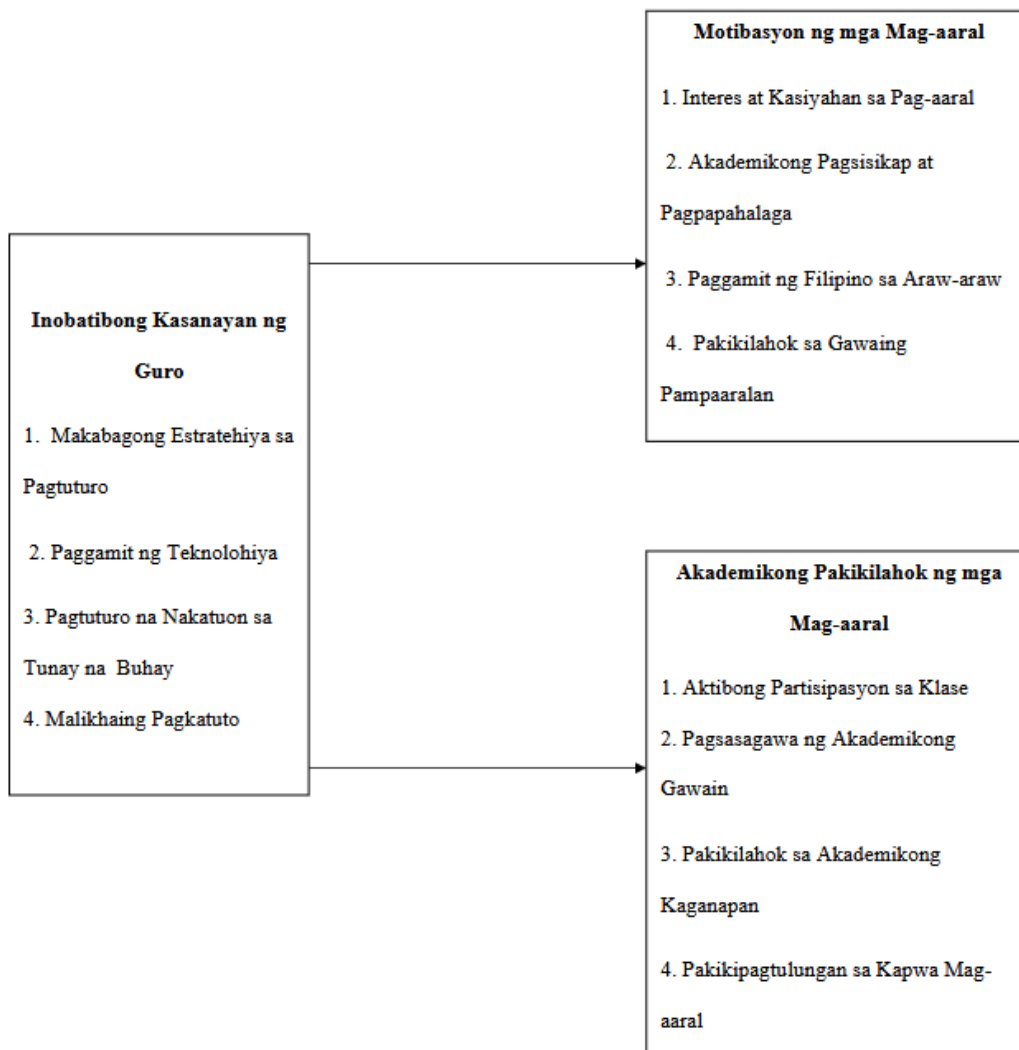 Motibasyon ng mga Mag-aaral
1. Interes at Kasiyahan sa Pag-aaral
2. Akademikong Pagsisikap at
Pagpapahalaga
3. Paggamit ng Filipino sa Araw-araw
4. Pakikilahok sa Gawaing
Pampaaralan
Inobatibong Kasanayan ng
Guro
1. Makabagong Estratehiya sa
Pagtuturo
2. Paggamit ng Teknolohiya
3. Pagtuturo na Nakatuon sa
Tunay na Buhay
4. Malikhaing Pagkatuto
Akademikong Pakikilahok ng mga
Mag-aaral
1. Aktibong Partisipasyon sa Klase
2. Pagsasagawa ng Akademikong
Gawain
3. Pakikilahok sa Akademikong
Kaganapan
4. Pakikipagtulungan sa Kapwa Mag-
aaral